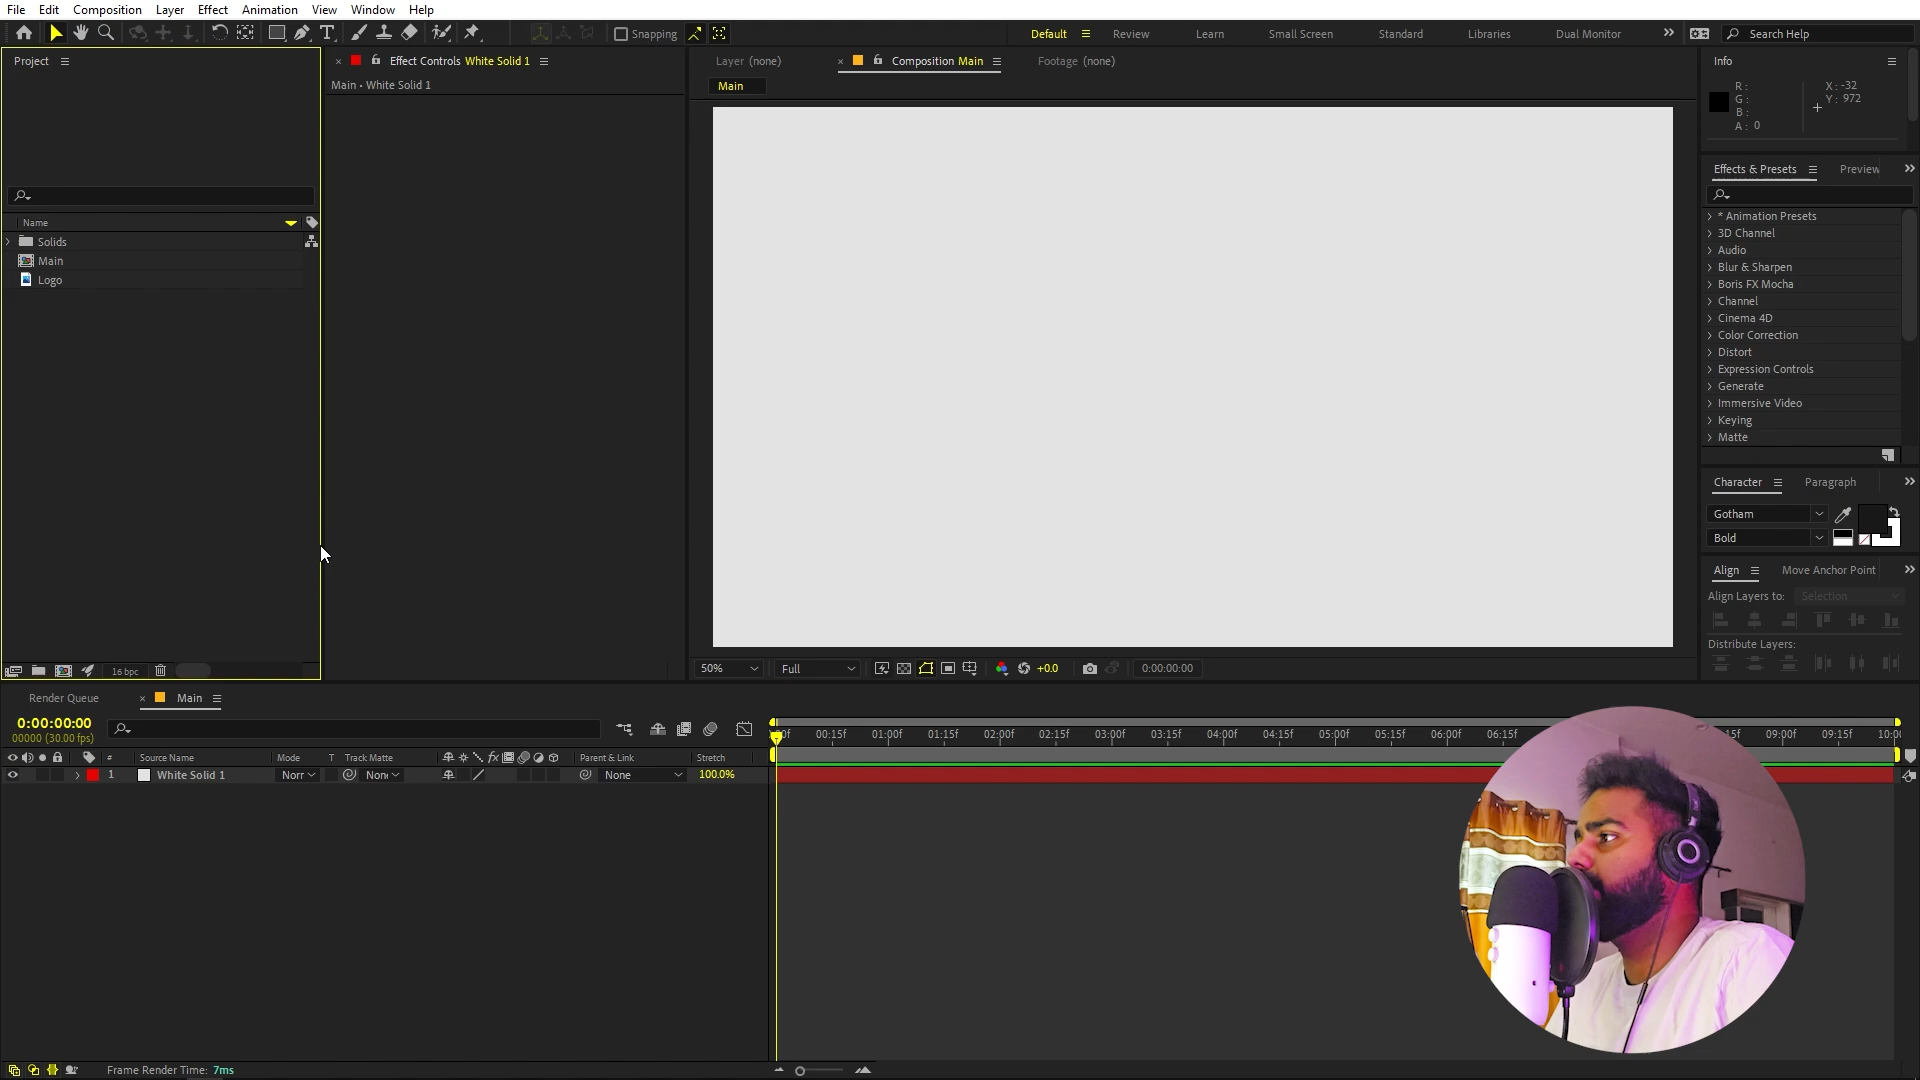 File Edit Composition Layer Effect Animation View Window Help
Snapping
Default Review Learn Small Screen Standard Libraries Dual Monitor Search Help
Project
Effect Controls White Solid 1
Main • White Solid 1
Layer (none) Composition Main Footage (none)
Main
Info
R :
G :
B :
A : 0
X : -32
Y : 972
Effects & Presets Preview
* Animation Presets
3D Channel
Audio
Blur & Sharpen
Boris FX Mocha
Channel
Cinema 4D
Color Correction
Distort
Expression Controls
Generate
Immersive Video
Keying
Matte
Name
Solids
Main
Logo
Character Paragraph
Gotham
Bold
Align Move Anchor Point
Align Layers to: Selection
Distribute Layers:
16 bpc
50% Full +0.0 0:00:00:00
Render Queue Main
0:00:00:00
00000 (30.00 fps)
00:15f 01:00f 01:15f 02:00f 02:15f 03:00f 03:15f 04:00f 04:15f 05:00f 05:15f 06:00f 06:15f 09:00f 09:15f
# Source Name Mode T Track Matte fx Parent & Link Stretch
1 White Solid 1 None 100.0%
Frame Render Time: 7ms